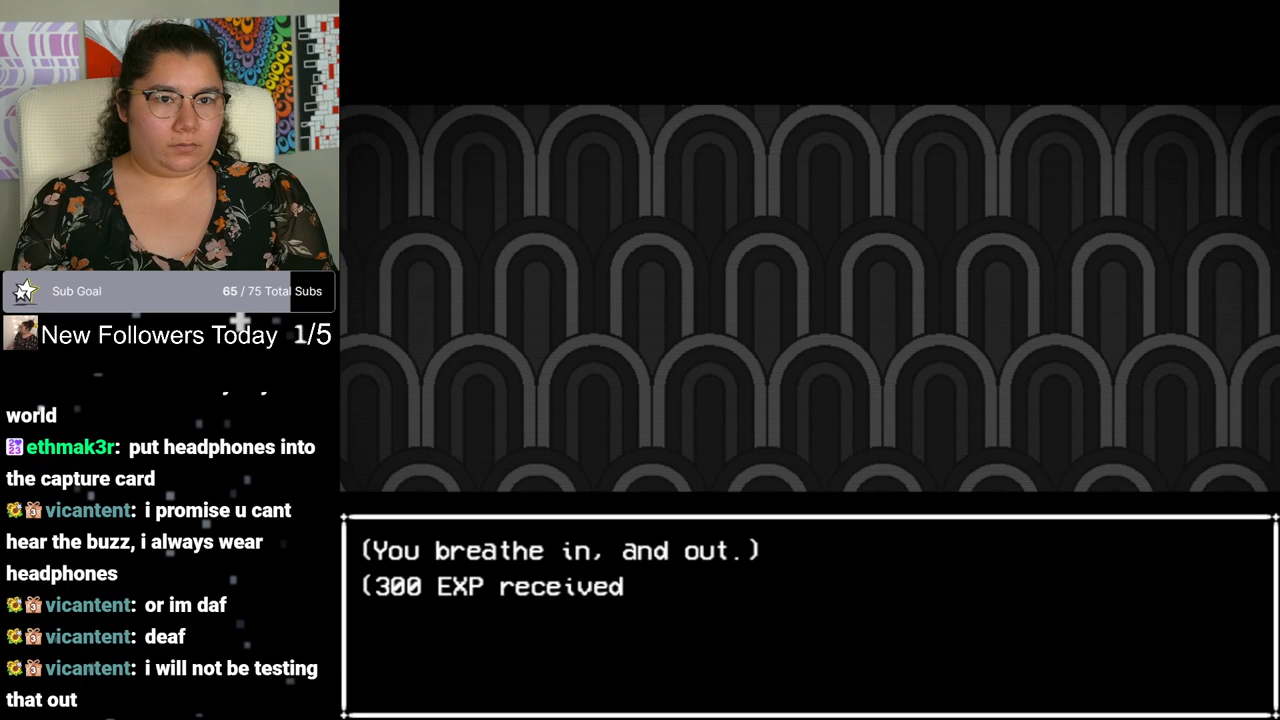 Sub Goal
65 / 75 Total Subs
New Followers Today 1/5
world
ethmak3r: put headphones into
the capture card
vicantent: i promise u cant
hear the buzz, i always wear
headphones
vicantent: or im daf
vicantent: deaf
vicantent: i will not be testing
that out
(You breathe in, and out.)
(300 EXP received